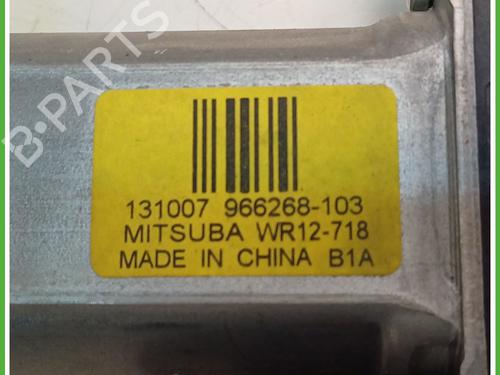 B-PARTS
131007 966268-103
MITSUBA WR12-718
MADE IN CHINA B1A